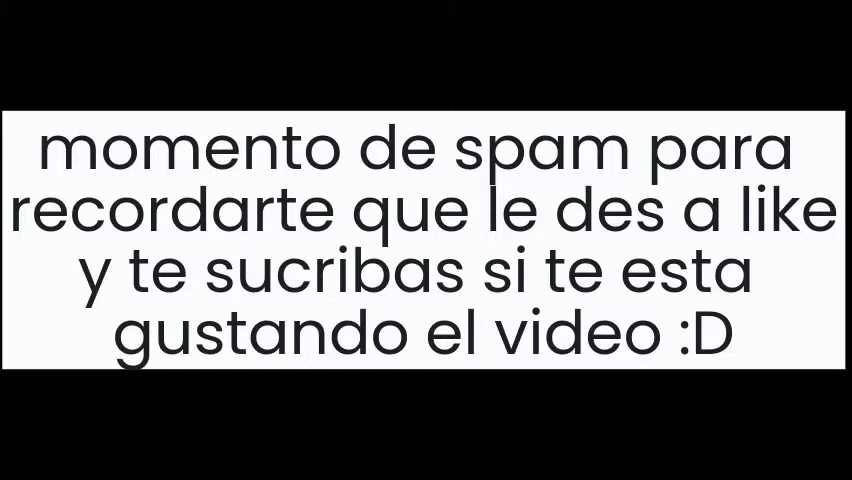 momento de spam para
recordarte que le des a like
y te sucribas si te esta
gustando el video :D